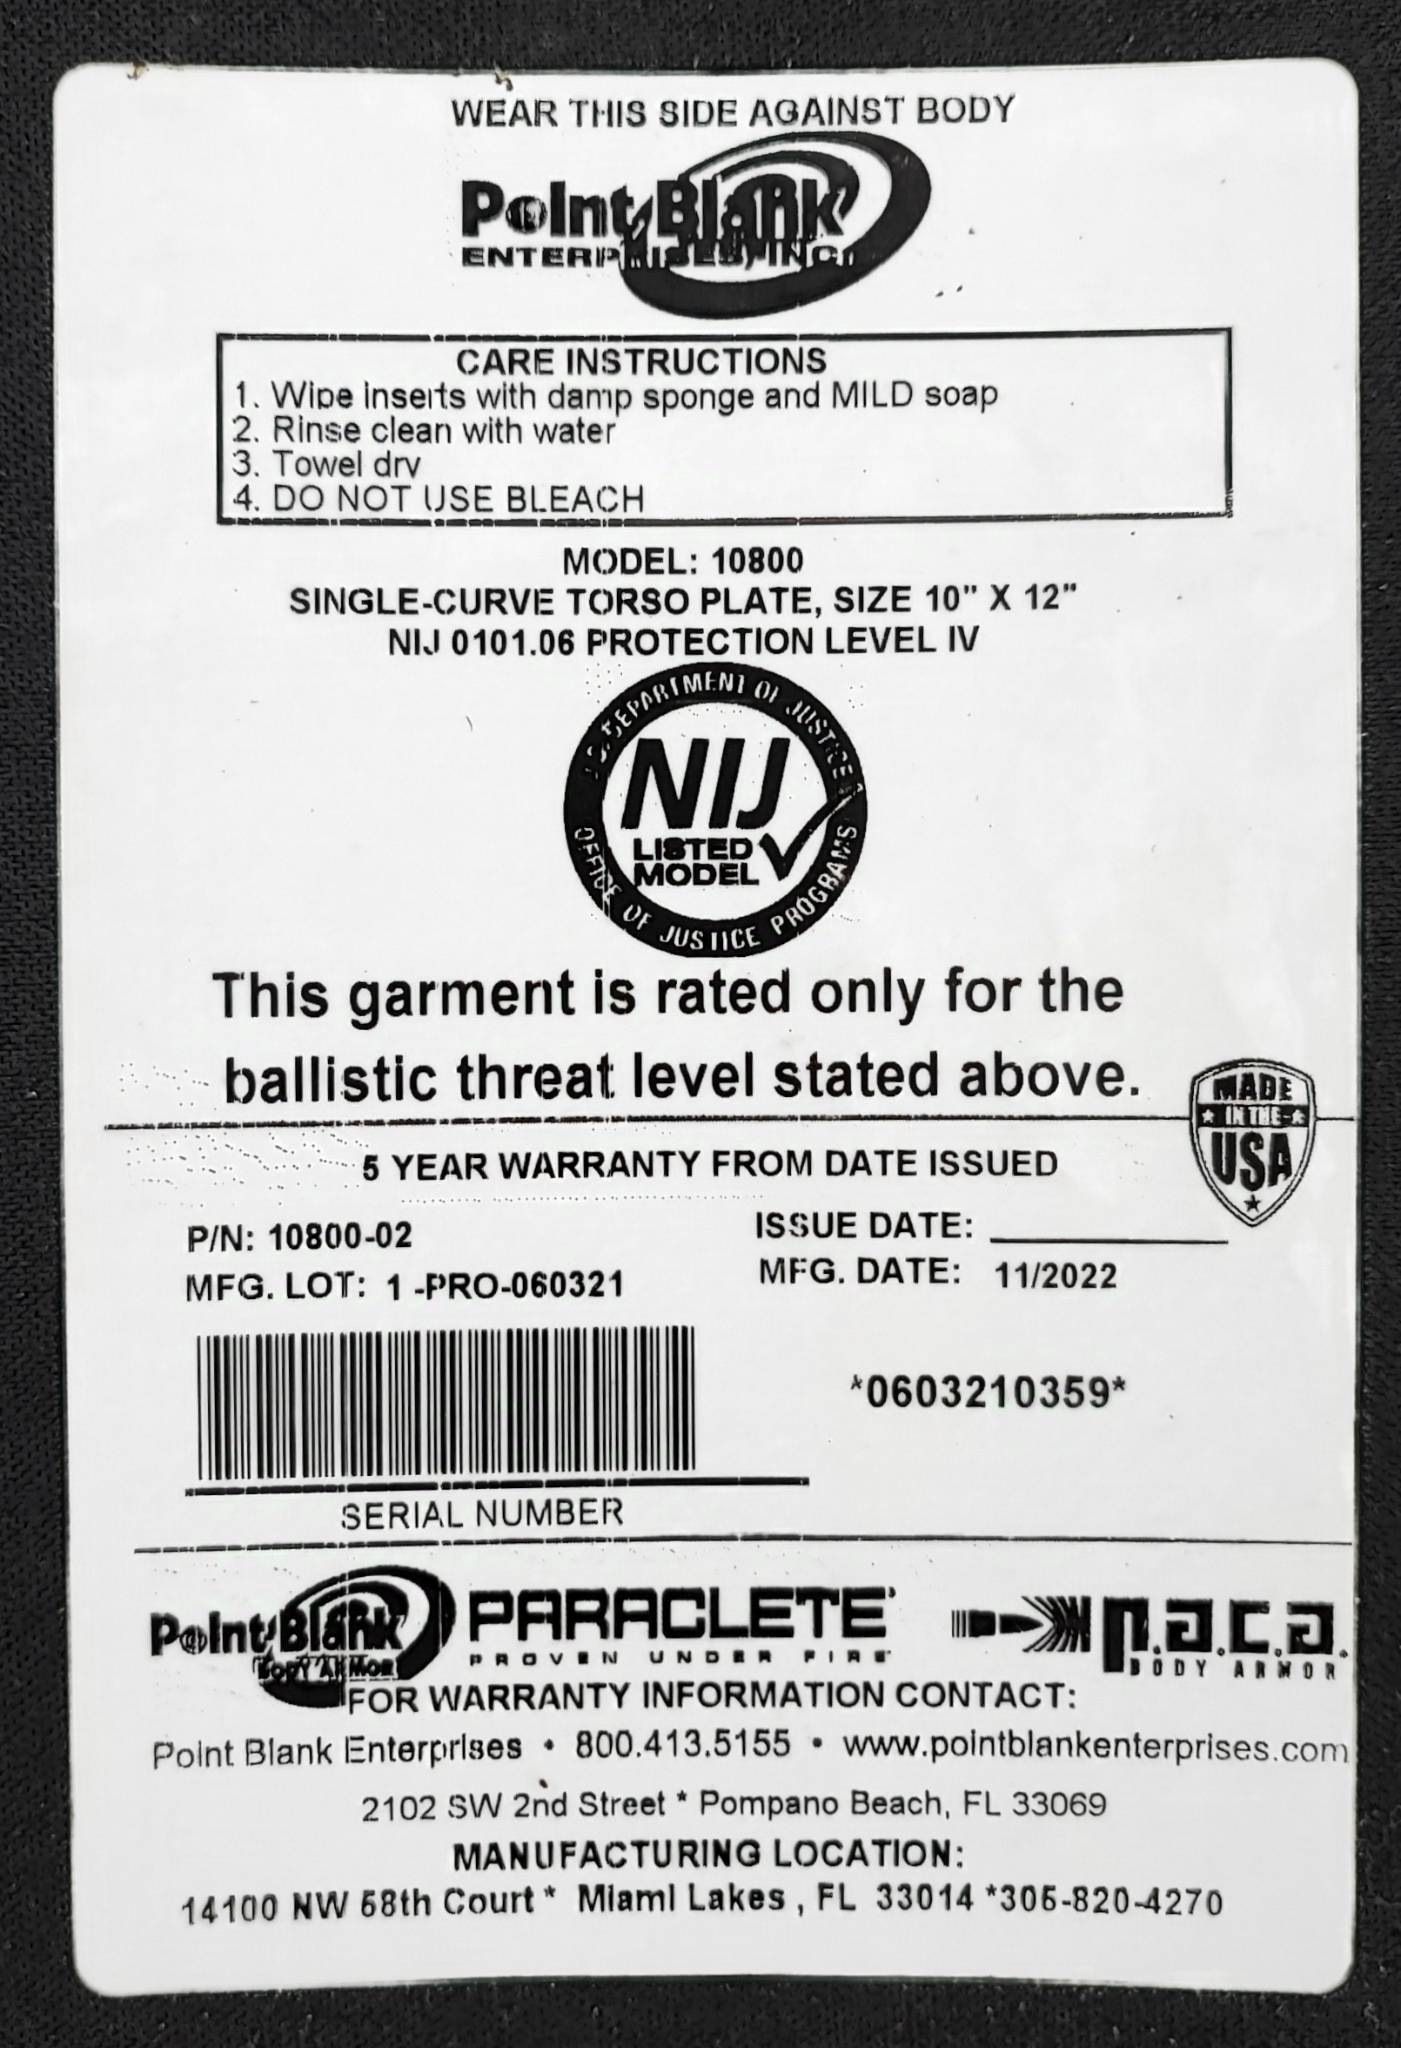 WEAR THIS SIDE AGAINST BODY
Point Blank
ENTERPRISES, INC.
CARE INSTRUCTIONS
1. Wipe inserts with damp sponge and MILD soap
2. Rinse clean with water
3. Towel dry
4. DO NOT USE BLEACH
MODEL: 10800
SINGLE-CURVE TORSO PLATE, SIZE 10" X 12"
NIJ 0101.06 PROTECTION LEVEL IV
U.S. DEPARTMENT OF JUSTICE
NIJ
LISTED
MODEL
OFFICE OF JUSTICE PROGRAMS
This garment is rated only for the
ballistic threat level stated above.
MADE
IN THE
USA
5 YEAR WARRANTY FROM DATE ISSUED
P/N: 10800-02
ISSUE DATE:
MFG. LOT: 1 -PRO-060321
MFG. DATE: 11/2022
*0603210359*
SERIAL NUMBER
Point Blank
BODY ARMOR
PARACLETE
PROVEN UNDER FIRE
p.a.c.a.
BODY ARMOR
FOR WARRANTY INFORMATION CONTACT:
Point Blank Enterprises • 800.413.5155 • www.pointblankenterprises.com
2102 SW 2nd Street * Pompano Beach, FL 33069
MANUFACTURING LOCATION:
14100 NW 58th Court * Miami Lakes , FL 33014 *305-820-4270